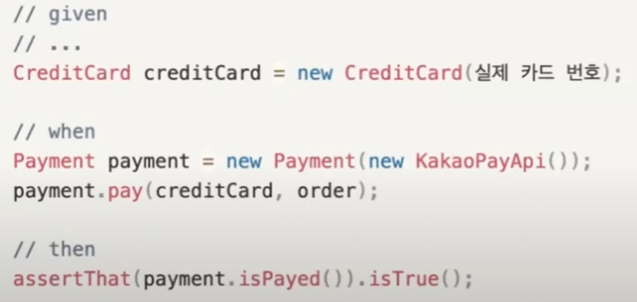 // given
// ...
CreditCard creditCard = new CreditCard(실제 카드 번호);
// when
Payment payment = new Payment(new KakaoPayApi());
payment.pay(creditCard, order);
// then
assertThat(payment.isPayed()).isTrue();